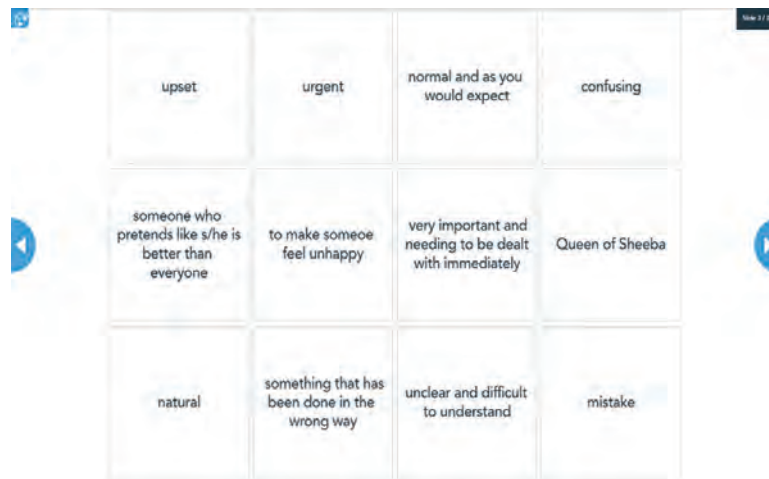 Slide 3 /
upset
urgent
normal and as you
would expect
confusing
someone who
pretends like s/he is
better than
everyone
to make someoe
feel unhappy
very important and
needing to be dealt
with immediately
Queen of Sheeba
natural
something that has
been done in the
wrong way
unclear and difficult
to understand
mistake